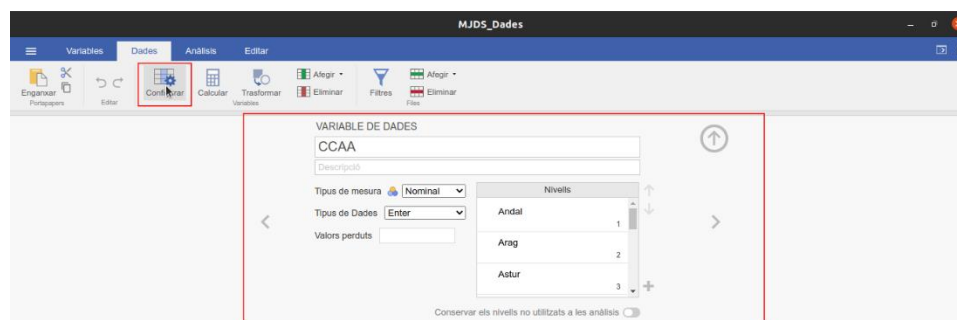 MJDS_Dades
Variables Dades Anàlisis Editar
Enganxar
Portapapers
Editar
Configurar Calcular Trasformar
Variables
Afegir
Eliminar
Filtres
Afegir
Eliminar
Files
VARIABLE DE DADES
CCAA
Descripció
Tipus de mesura Nominal
Tipus de Dades Enter
Valors perduts
Nivells
Andal
1
Arag
2
Astur
3
Conservar els nivells no utilitzats a les anàlisis